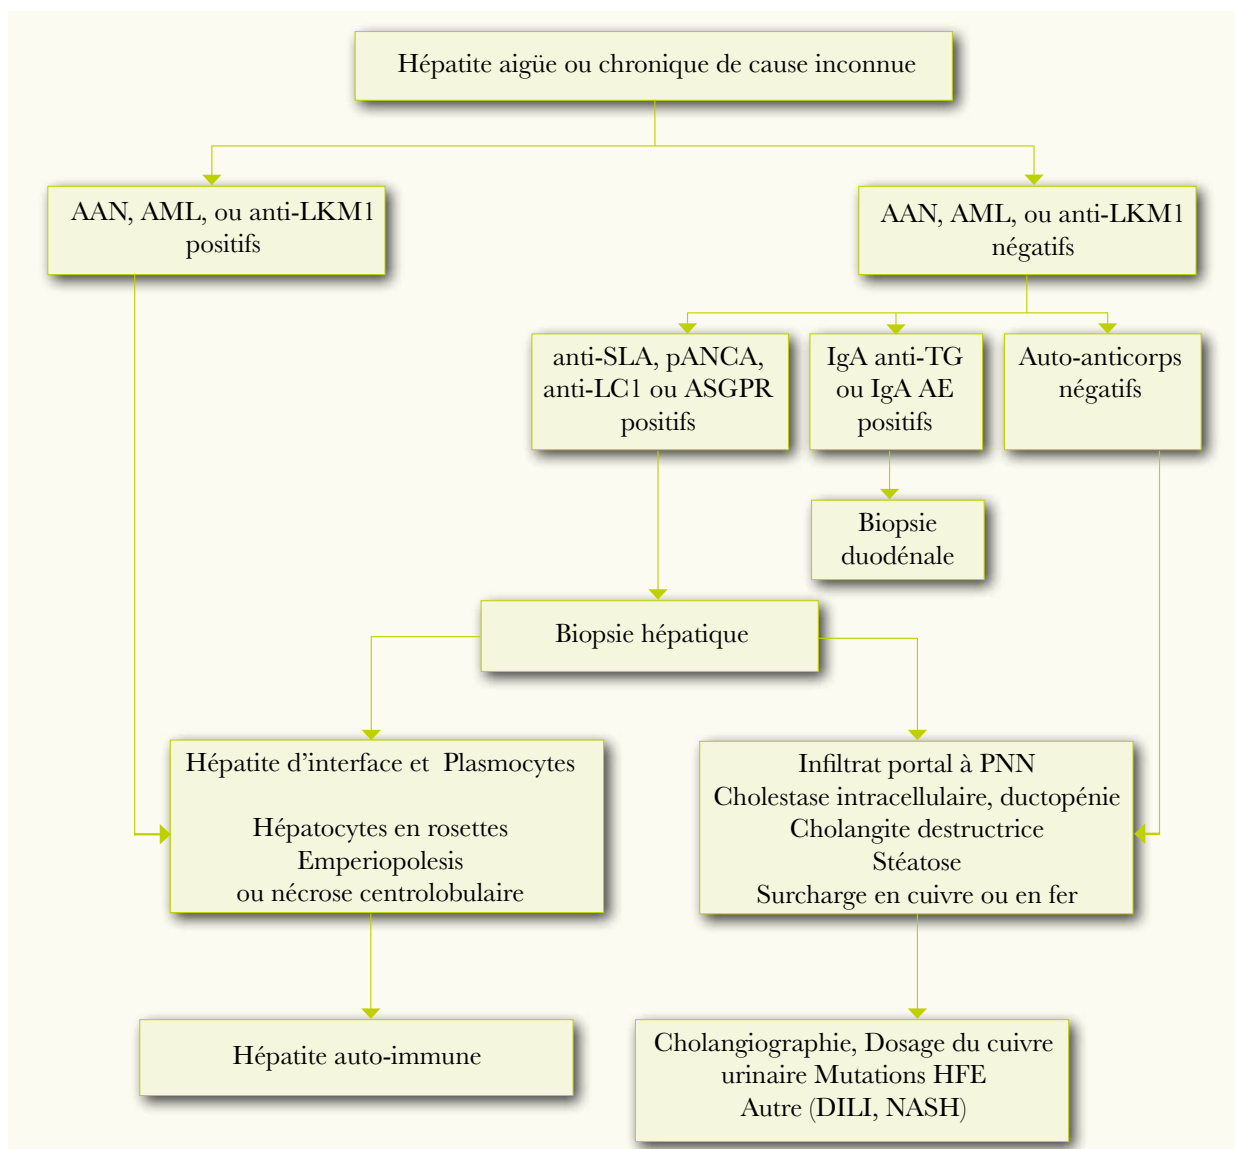 Hépatite aigüe ou chronique de cause inconnue
AAN, AML, ou anti-LKM1
positifs
AAN, AML, ou anti-LKM1
négatifs
anti-SLA, pANCA,
anti-LC1 ou ASGPR
positifs
IgA anti-TG
ou IgA AE
positifs
Auto-anticorps
négatifs
Biopsie
duodénale
Biopsie hépatique
Hépatite d’interface et Plasmocytes
Hépatocytes en rosettes
Emperiopolesis
ou nécrose centrolobulaire
Infiltrat portal à PNN
Cholestase intracellulaire, ductopénie
Cholangite destructrice
Stéatose
Surcharge en cuivre ou en fer
Hépatite auto-immune
Cholangiographie, Dosage du cuivre
urinaire Mutations HFE
Autre (DILI, NASH)